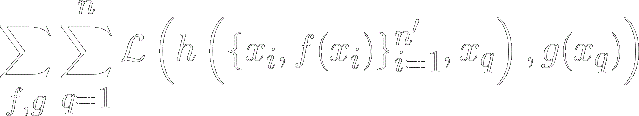 \sum_{f,g} \sum_{q=1}^{n} \mathcal{L} \left( h \left( \{x_i, f(x_i)\}_{i=1}^{n'}, x_q \right), g(x_q) \right)